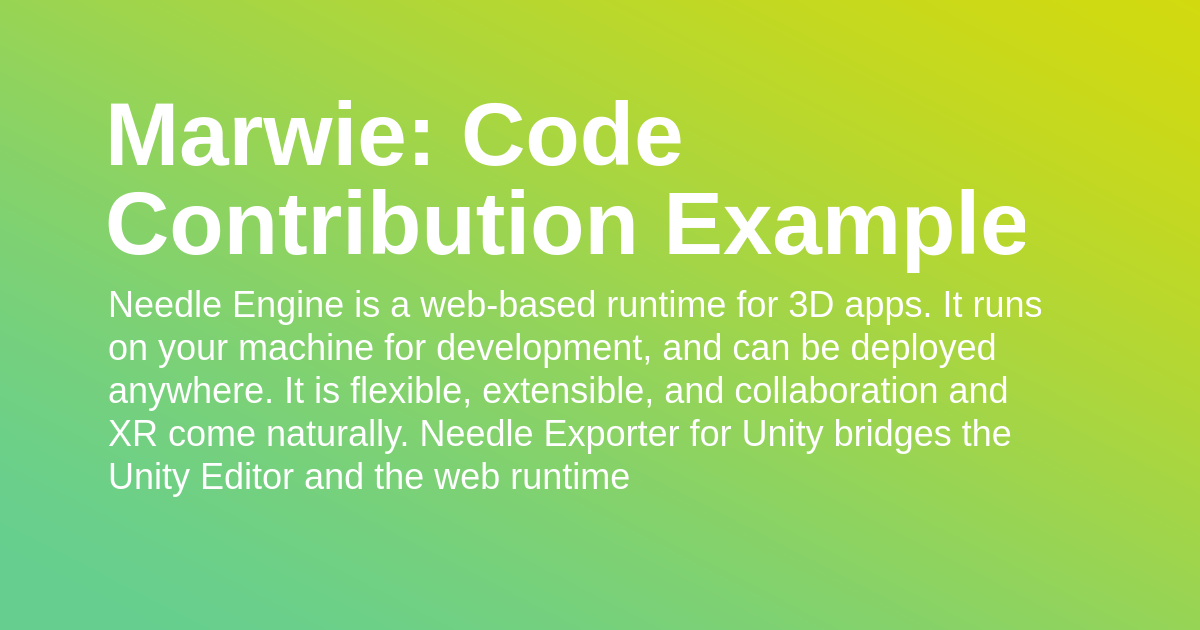 Marwie: Code
Contribution Example
Needle Engine is a web-based runtime for 3D apps. It runs
on your machine for development, and can be deployed
anywhere. It is flexible, extensible, and collaboration and
XR come naturally. Needle Exporter for Unity bridges the
Unity Editor and the web runtime